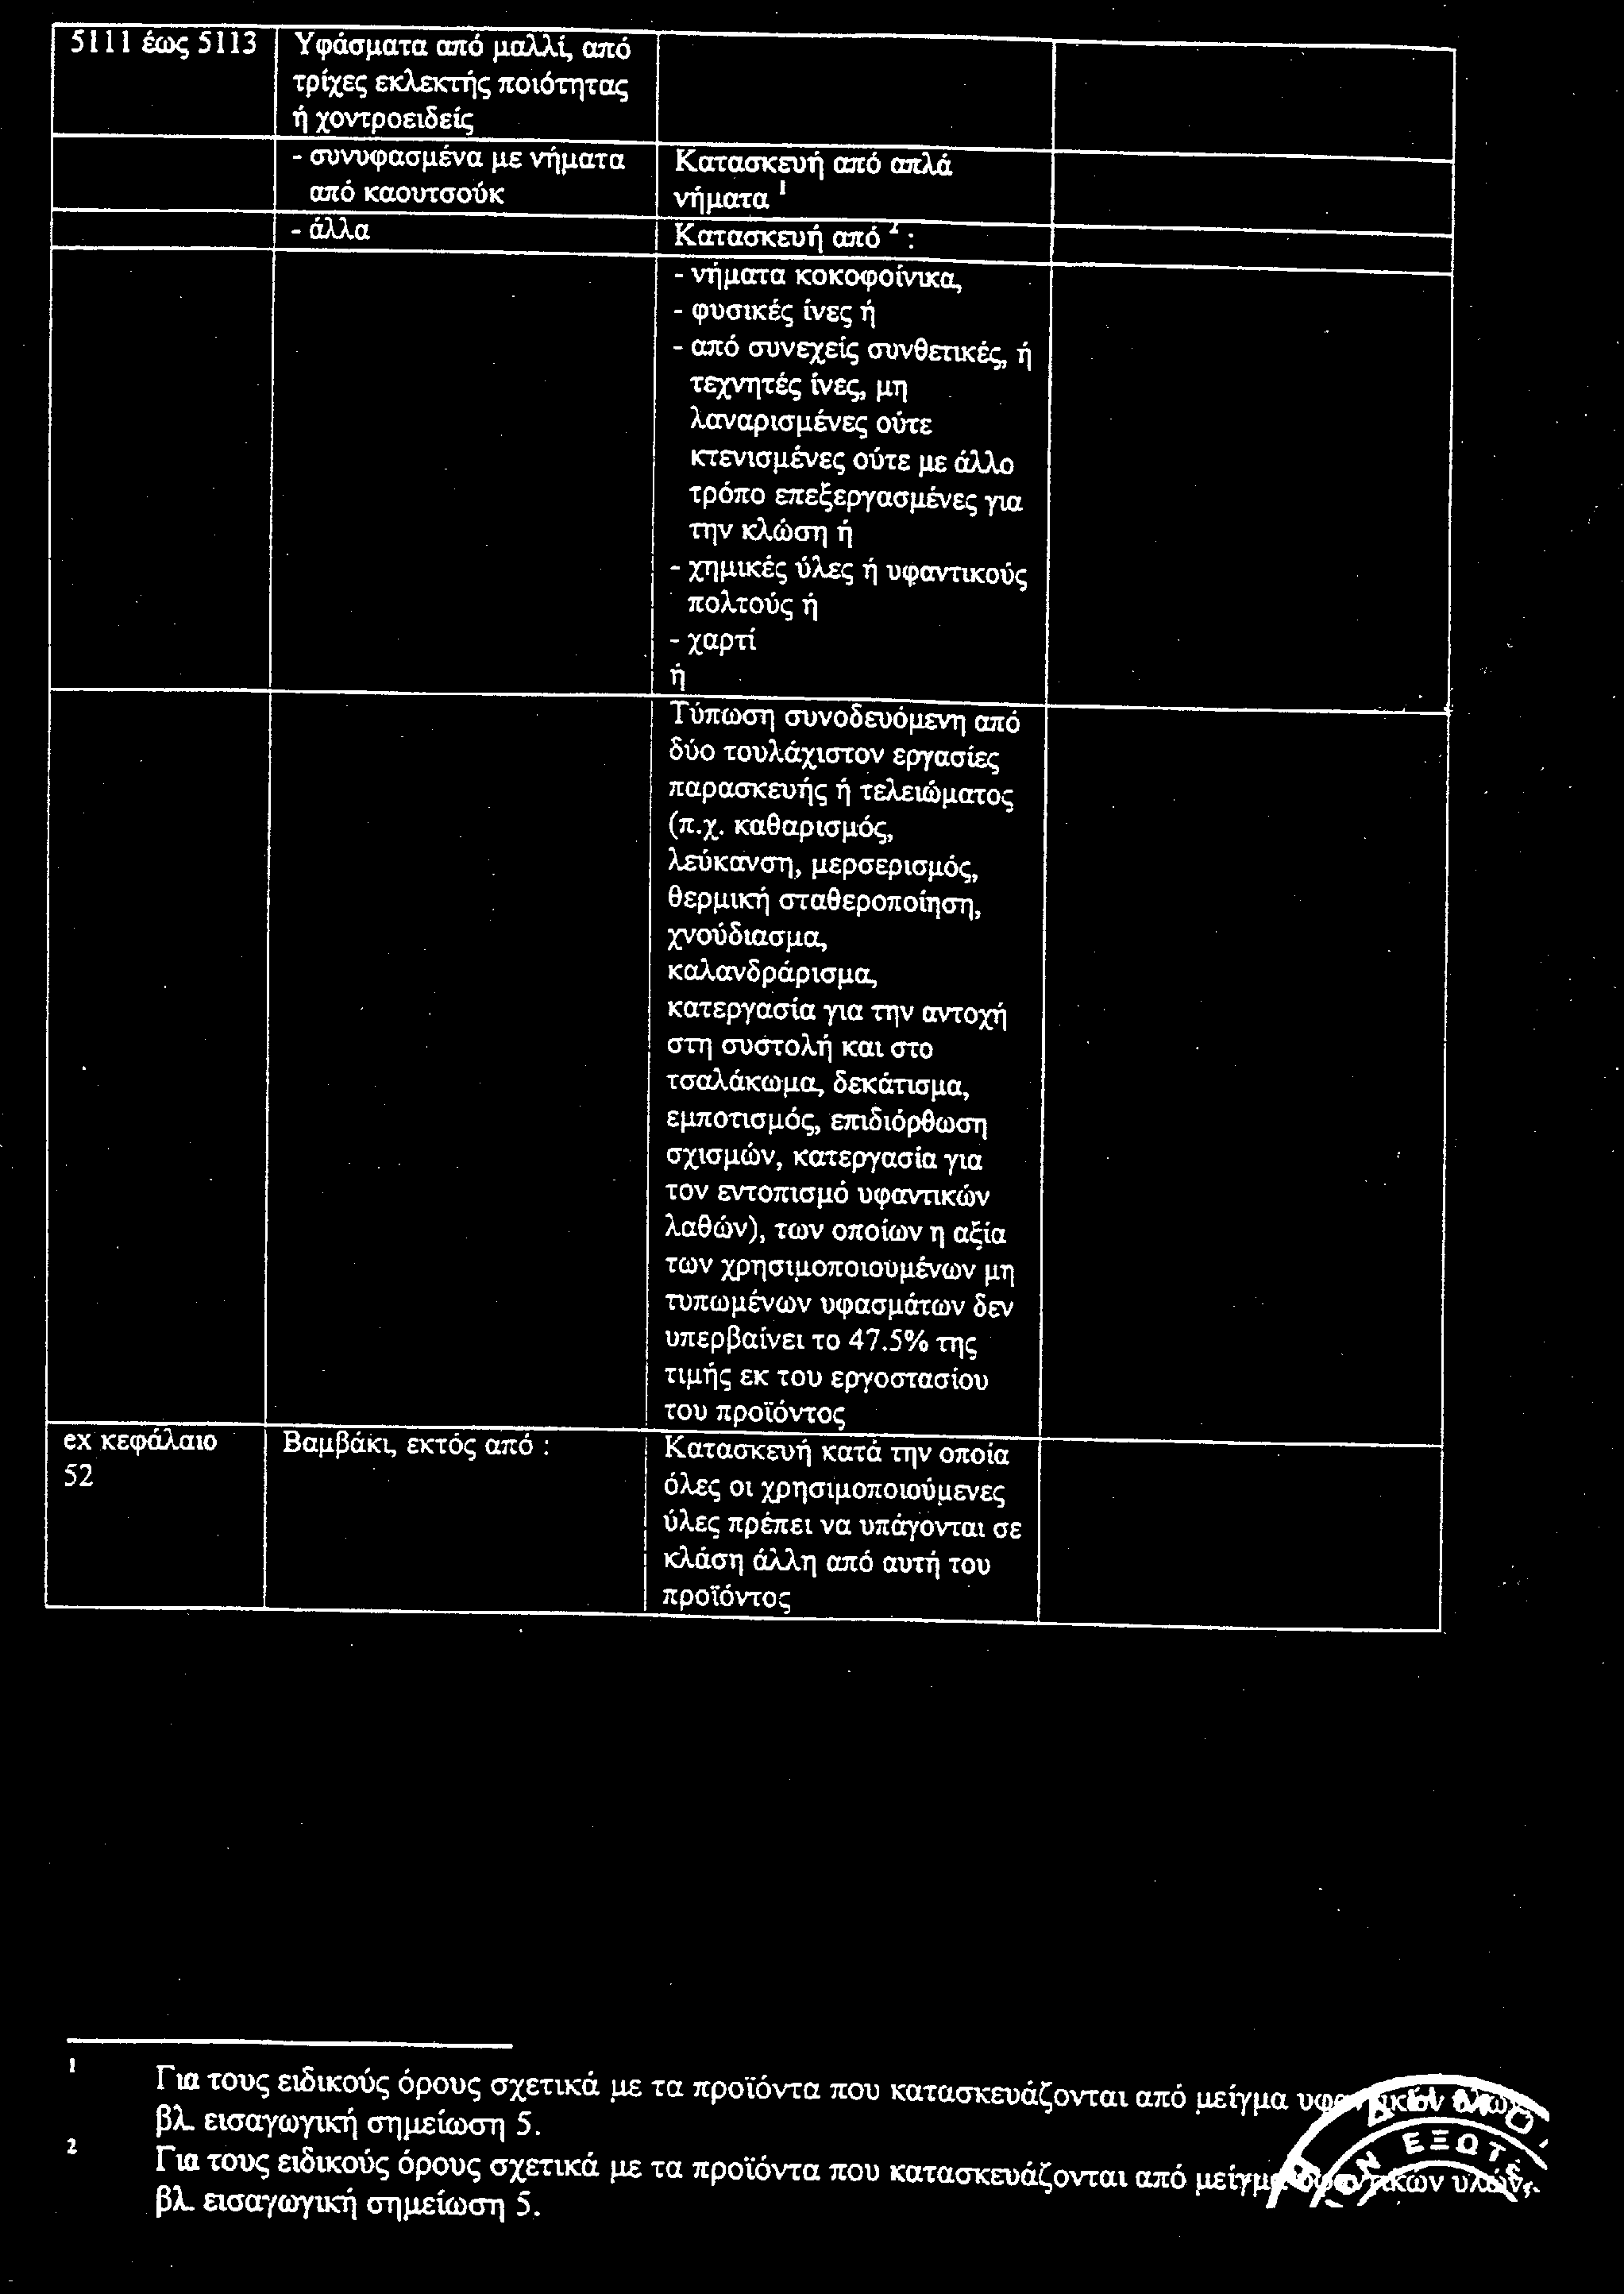 5111 έως 5113
Υφάσματα από μαλλί, από
τρίχες εκλεκτής ποιότητας
ή χοντροειδείς
- συνυφασμένα με νήματα
από καουτσούκ
Κατασκευή από απλά
νήματα ¹
- άλλα
Κατασκευή από ² :
- νήματα κοκοφοίνικα,
- φυσικές ίνες ή
- από συνεχείς συνθετικές, ή
τεχνητές ίνες, μη
λαναρισμένες ούτε
κτενισμένες ούτε με άλλο
τρόπο επεξεργασμένες για
την κλώση ή
- χημικές ύλες ή υφαντικούς
πολτούς ή
- χαρτί
ή
Τύπωση συνοδευόμενη από
δύο τουλάχιστον εργασίες
παρασκευής ή τελειώματος
(π.χ. καθαρισμός,
λεύκανση, μερσερισμός,
θερμική σταθεροποίηση,
χνούδιασμα,
καλανδράρισμα,
κατεργασία για την αντοχή
στη συστολή και στο
τσαλάκωμα, δεκάτισμα,
εμποτισμός, επιδιόρθωση
σχισμών, κατεργασία για
τον εντοπισμό υφαντικών
λαθών), των οποίων η αξία
των χρησιμοποιουμένων μη
τυπωμένων υφασμάτων δεν
υπερβαίνει το 47.5% της
τιμής εκ του εργοστασίου
του προϊόντος
ex κεφάλαιο
52
Βαμβάκι, εκτός από :
Κατασκευή κατά την οποία
όλες οι χρησιμοποιούμενες
ύλες πρέπει να υπάγονται σε
κλάση άλλη από αυτή του
προϊόντος
¹ Για τους ειδικούς όρους σχετικά με τα προϊόντα που κατασκευάζονται από μείγμα
βλ. εισαγωγική σημείωση 5.
² Για τους ειδικούς όρους σχετικά με τα προϊόντα που κατασκευάζονται από μείγμα υφαντικών υλών,
βλ. εισαγωγική σημείωση 5.